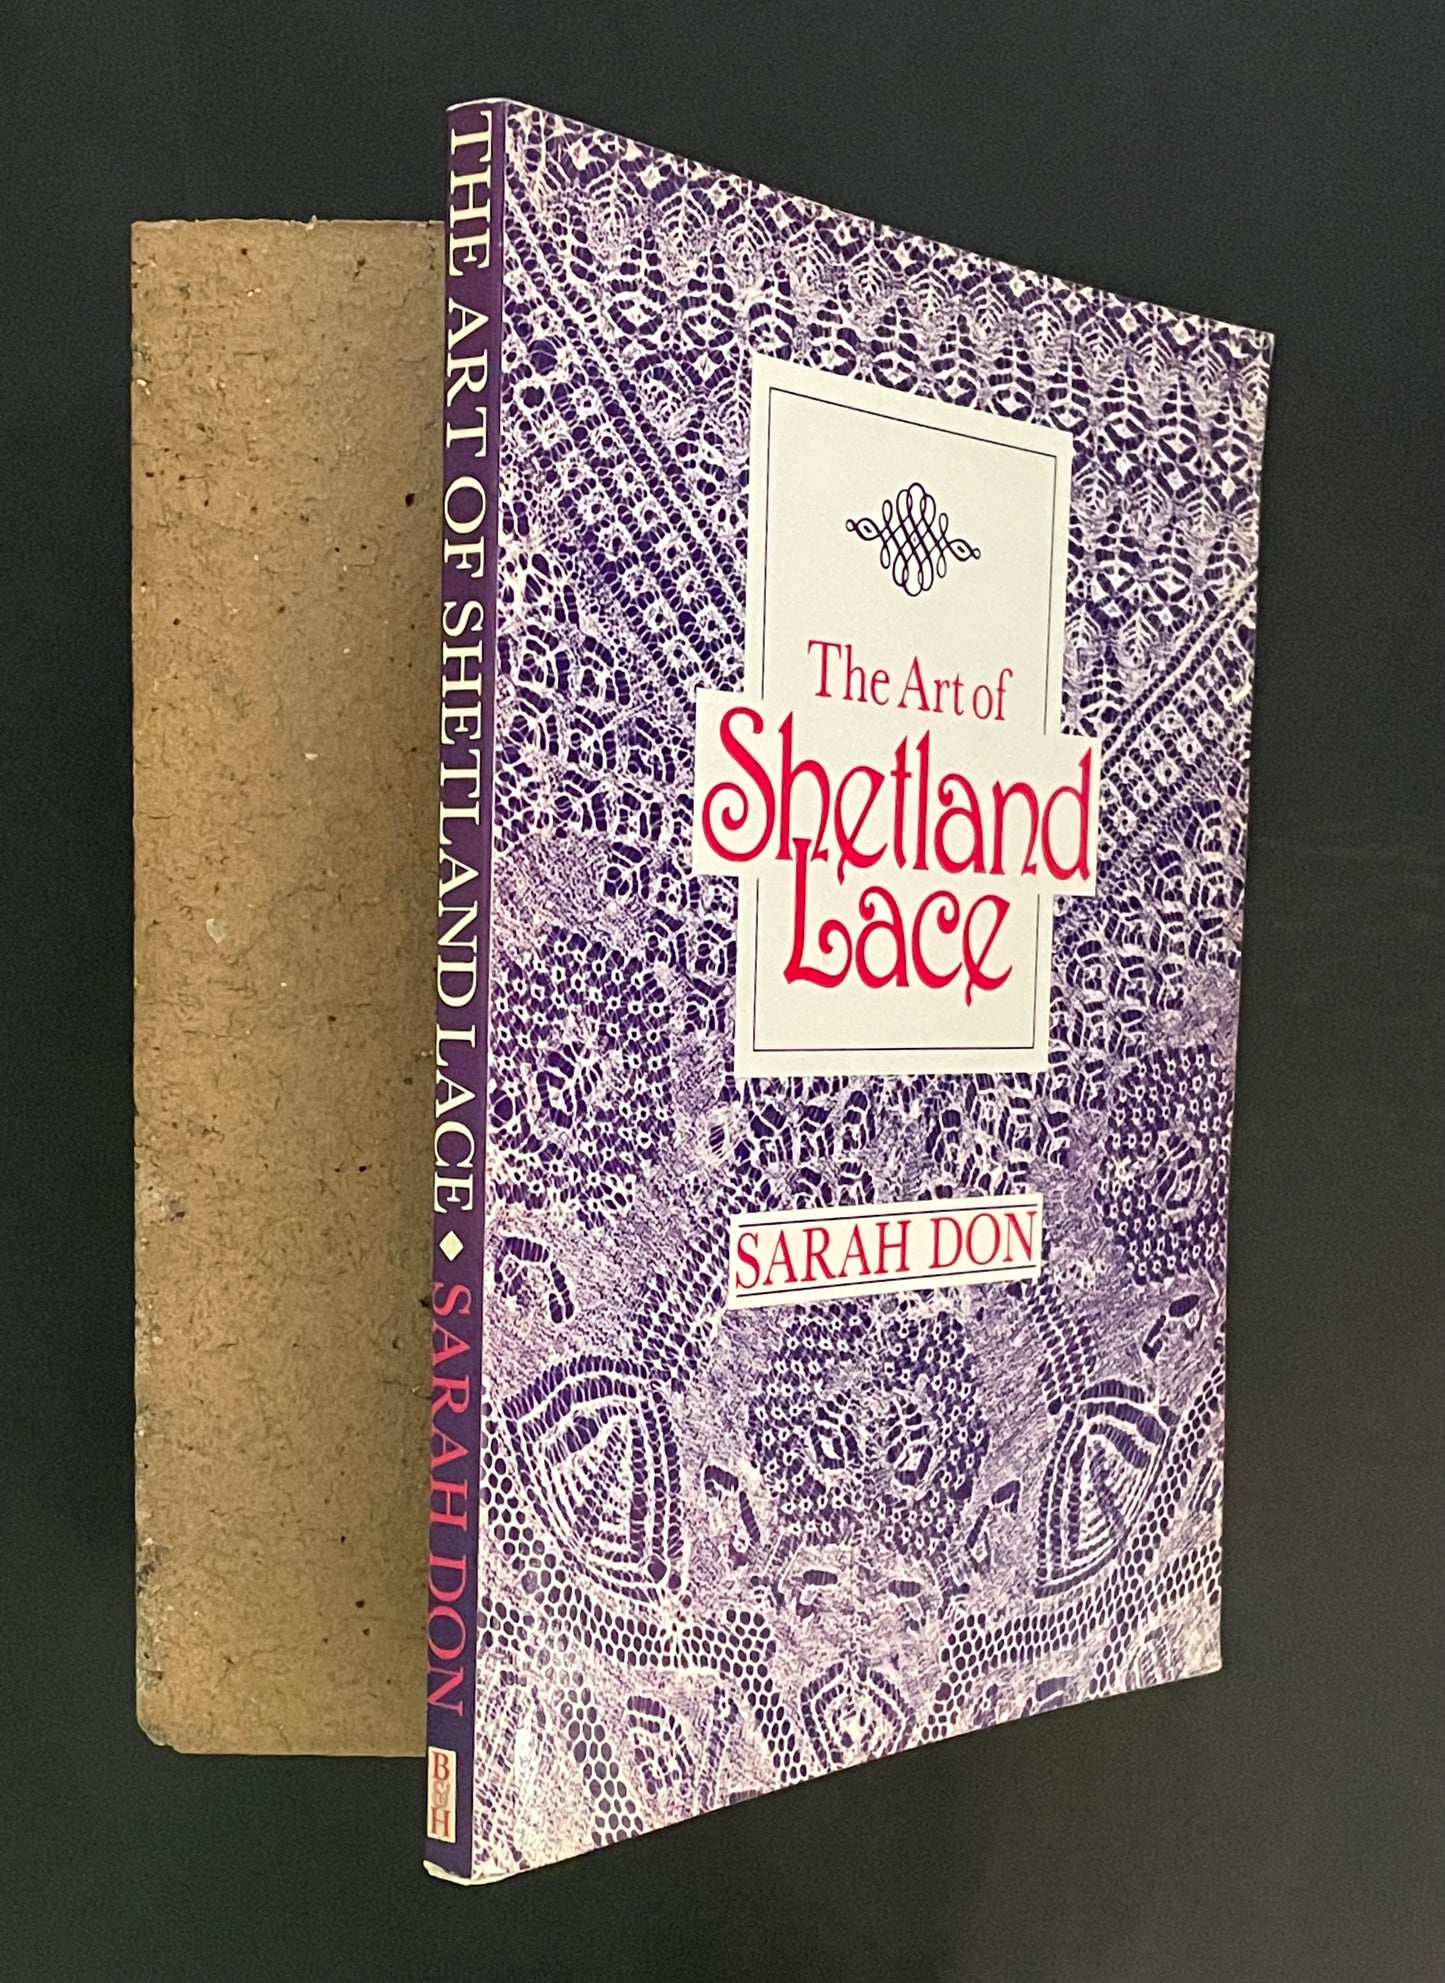 THE ART OF SHETLAND LACE ◆ SARAH DON
B&H
The Art of
Shetland
Lace
SARAH DON